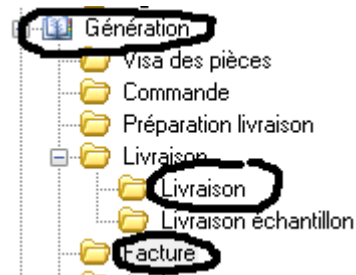 Génération
Visa des pièces
Commande
Préparation livraison
Livraison
Livraison
Livraison échantillon
Facture